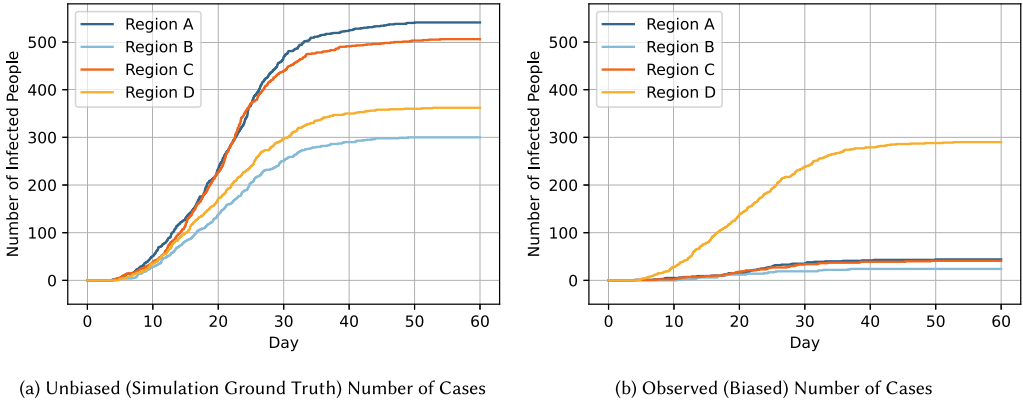 Number of Infected People
500
400
300
200
100
0
Region A
Region B
Region C
Region D
0 10 20 30 40 50 60
Day
(a) Unbiased (Simulation Ground Truth) Number of Cases
Number of Infected People
500
400
300
200
100
0
Region A
Region B
Region C
Region D
0 10 20 30 40 50 60
Day
(b) Observed (Biased) Number of Cases